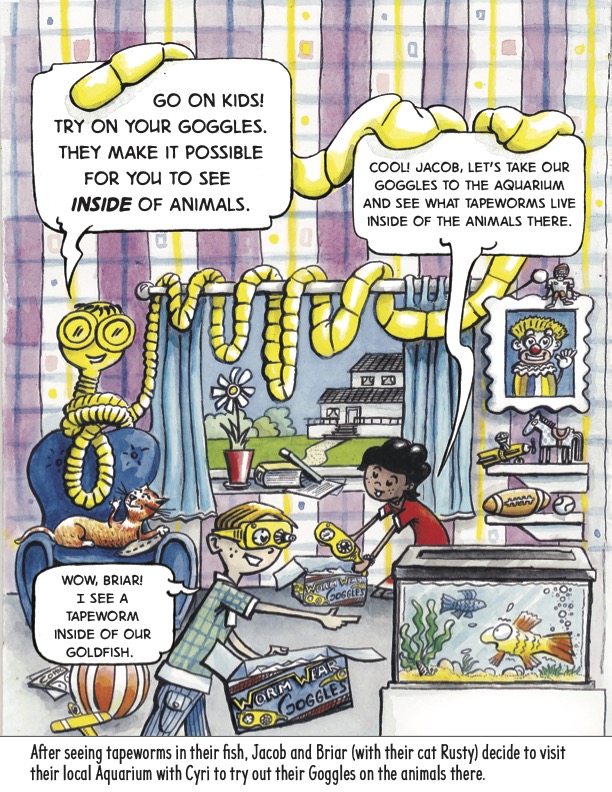 GO ON KIDS!
TRY ON YOUR GOGGLES.
THEY MAKE IT POSSIBLE
FOR YOU TO SEE
INSIDE OF ANIMALS.
COOL! JACOB, LET'S TAKE OUR
GOGGLES TO THE AQUARIUM
AND SEE WHAT TAPEWORMS LIVE
INSIDE OF THE ANIMALS THERE.
WOW, BRIAR!
I SEE A
TAPEWORM
INSIDE OF OUR
GOLDFISH.
WORM WEAR
GOGGLES
WORM WEAR
GOGGLES
After seeing tapeworms in their fish, Jacob and Briar (with their cat Rusty) decide to visit
their local Aquarium with Cyri to try out their Goggles on the animals there.